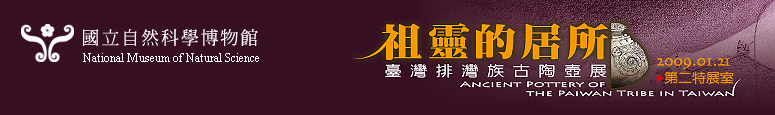 國立自然科學博物館
National Museum of Natural Science
祖靈的居所
臺灣排灣族古陶壺展
Ancient Pottery of
the Paiwan Tribe in Taiwan
2009.01.21
第二特展室